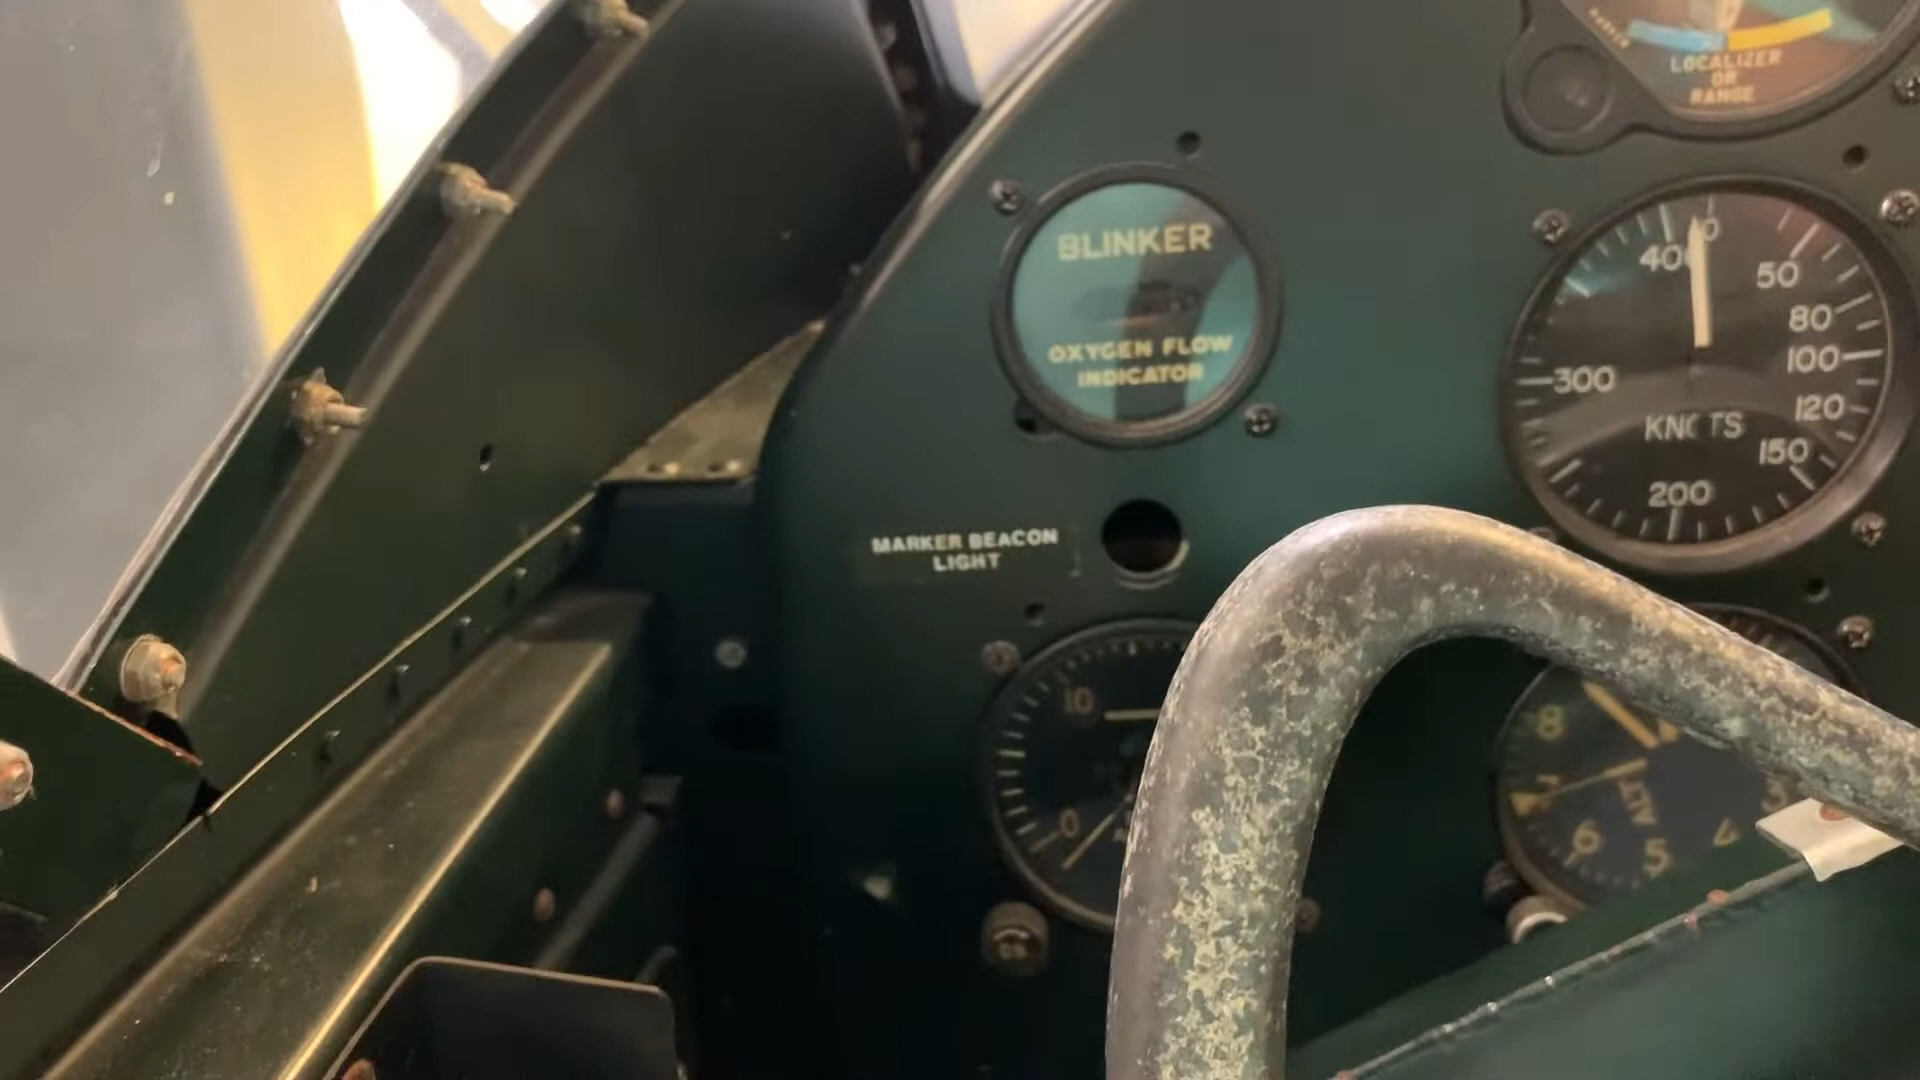 LOCALIZER
OR
RANGE
BLINKER
OXYGEN FLOW
INDICATOR
400
50
80
100
300
120
KNOTS
150
200
MARKER BEACON
LIGHT
10
0
8
6
5
4